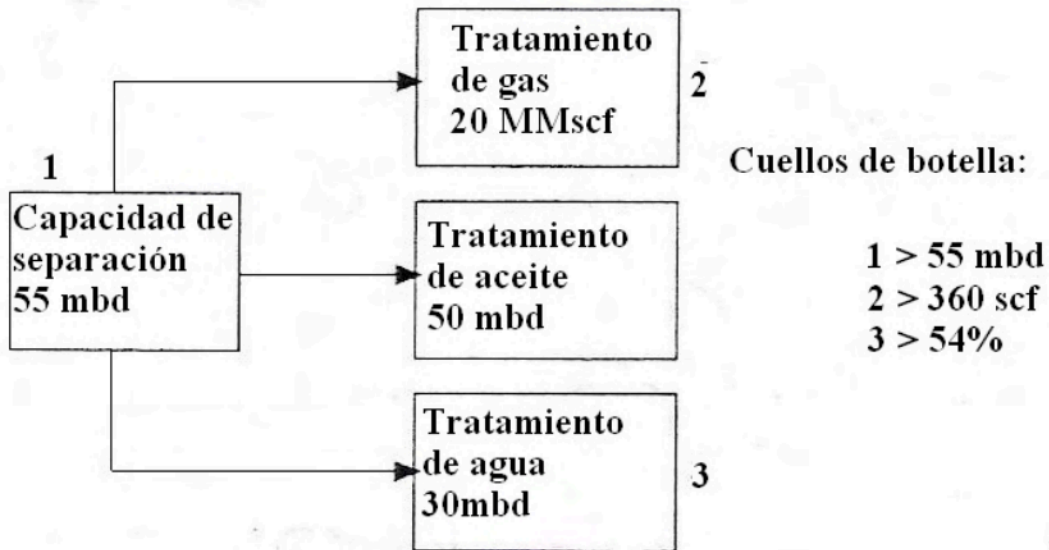 1
Capacidad de
separación
55 mbd
Tratamiento
de gas
20 MMscf
2
Tratamiento
de aceite
50 mbd
Tratamiento
de agua
30mbd
3
Cuellos de botella:
1 > 55 mbd
2 > 360 scf
3 > 54%